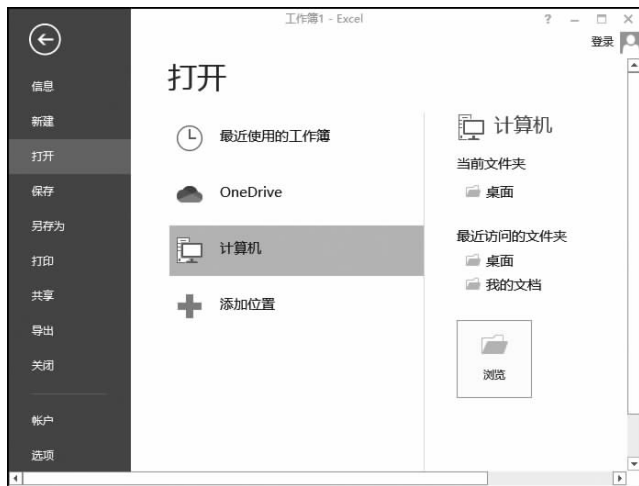 工作簿1 - Excel
?
登录
信息
新建
打开
保存
另存为
打印
共享
导出
关闭
帐户
选项
打开
最近使用的工作簿
OneDrive
计算机
添加位置
计算机
当前文件夹
桌面
最近访问的文件夹
桌面
我的文档
浏览